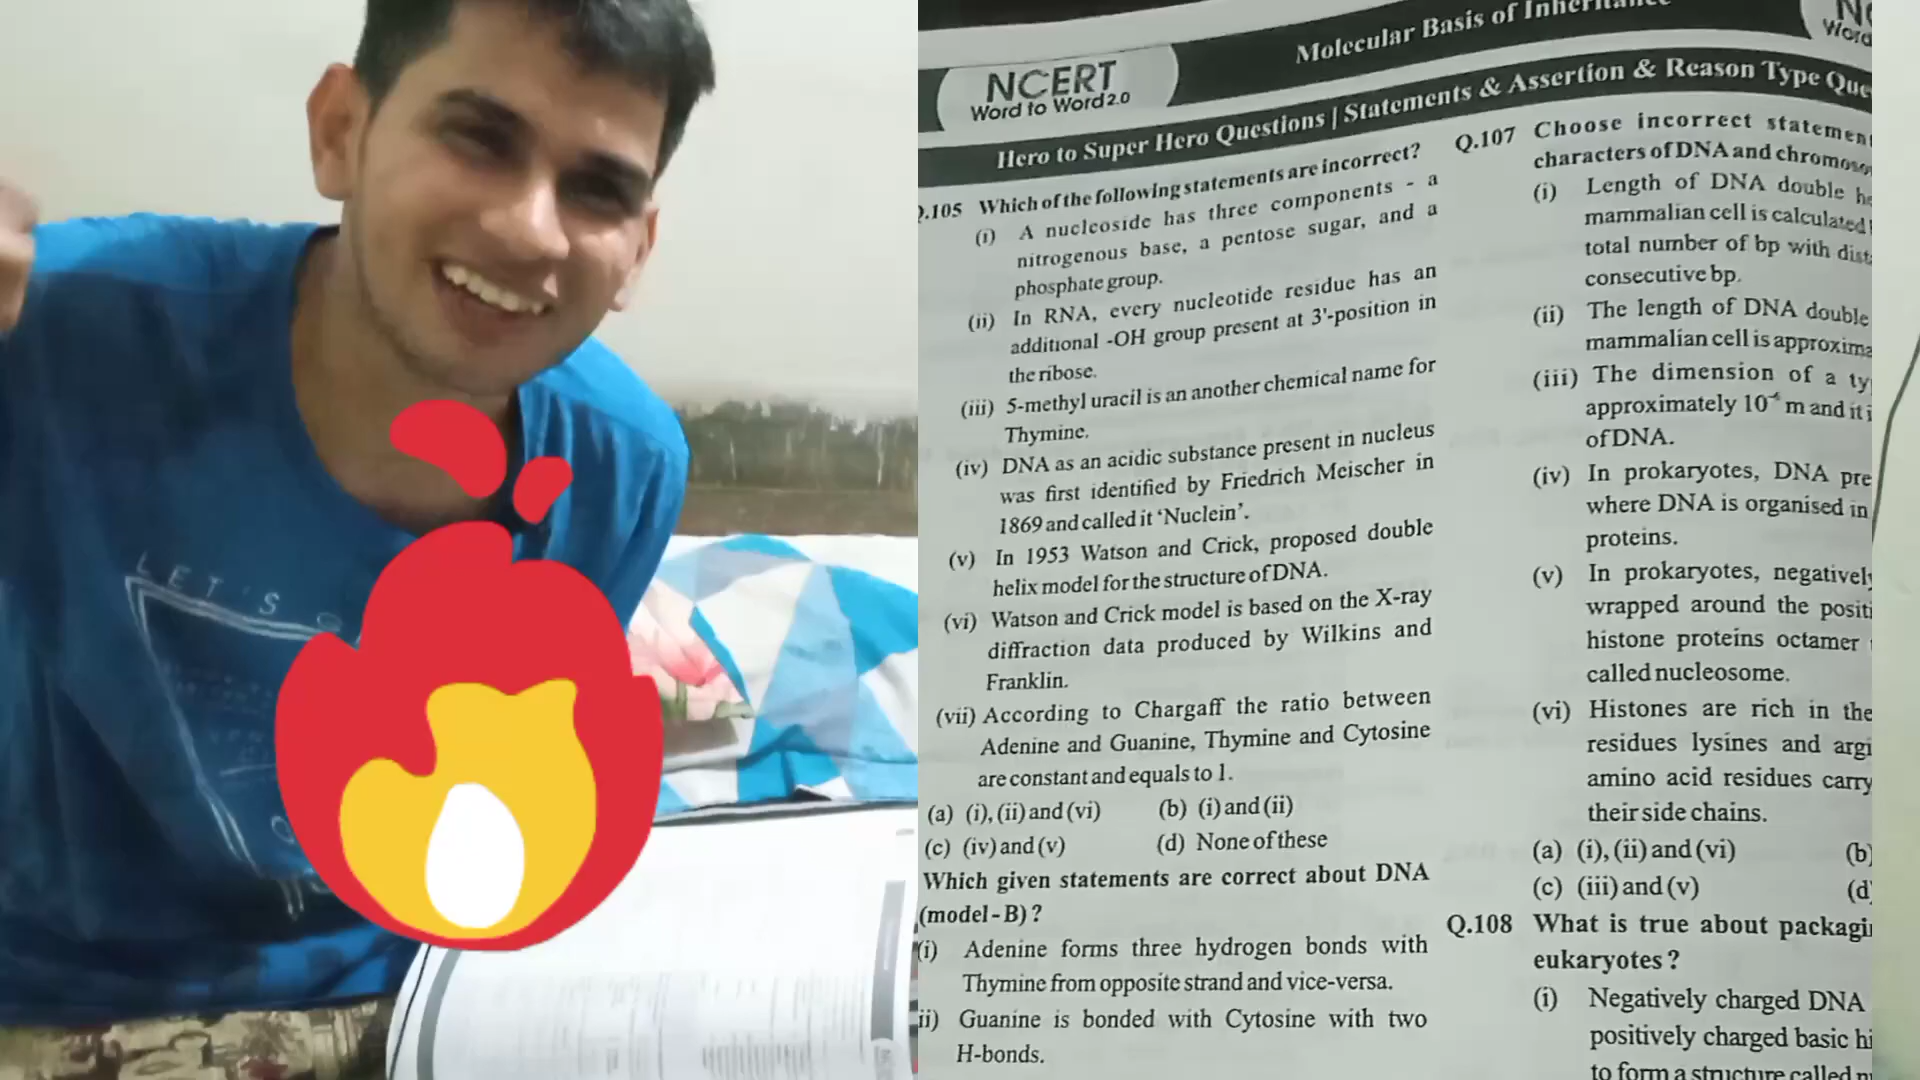 LET'S
NCERT
Word to Word 2.0
Molecular Basis of Inheritance
Word
Hero to Super Hero Questions | Statements & Assertion & Reason Type
.105 Which of the following statements are incorrect?
(i) A nucleoside has three components - a
nitrogenous base, a pentose sugar, and a
phosphate group.
(ii) In RNA, every nucleotide residue has an
additional -OH group present at 3'-position in
the ribose.
(iii) 5-methyl uracil is an another chemical name for
Thymine.
(iv) DNA as an acidic substance present in nucleus
was first identified by Friedrich Meischer in
1869 and called it ‘Nuclein’.
(v) In 1953 Watson and Crick, proposed double
helix model for the structure of DNA.
(vi) Watson and Crick model is based on the X-ray
diffraction data produced by Wilkins and
Franklin.
(vii) According to Chargaff the ratio between
Adenine and Guanine, Thymine and Cytosine
are constant and equals to 1.
(a) (i), (ii) and (vi) (b) (i) and (ii)
(c) (iv) and (v) (d) None of these
Which given statements are correct about DNA
(model - B) ?
(i) Adenine forms three hydrogen bonds with
Thymine from opposite strand and vice-versa.
ii) Guanine is bonded with Cytosine with two
H-bonds.
Q.107 Choose incorrect statement
characters of DNA and
(i) Length of DNA double
mammalian cell is calculated
total number of bp with
consecutive bp.
(ii) The length of DNA double
mammalian cell is
(iii) The dimension of a
approximately 10⁻⁶ m and it
of DNA.
(iv) In prokaryotes, DNA
where DNA is organised in
proteins.
(v) In prokaryotes,
wrapped around the
histone proteins octamer
called nucleosome.
(vi) Histones are rich in the
residues lysines and
amino acid residues carry
their side chains.
(a) (i), (ii) and (vi) (b)
(c) (iii) and (v) (d)
Q.108 What is true about
eukaryotes ?
(i) Negatively charged DNA
positively charged basic
to form a structure called